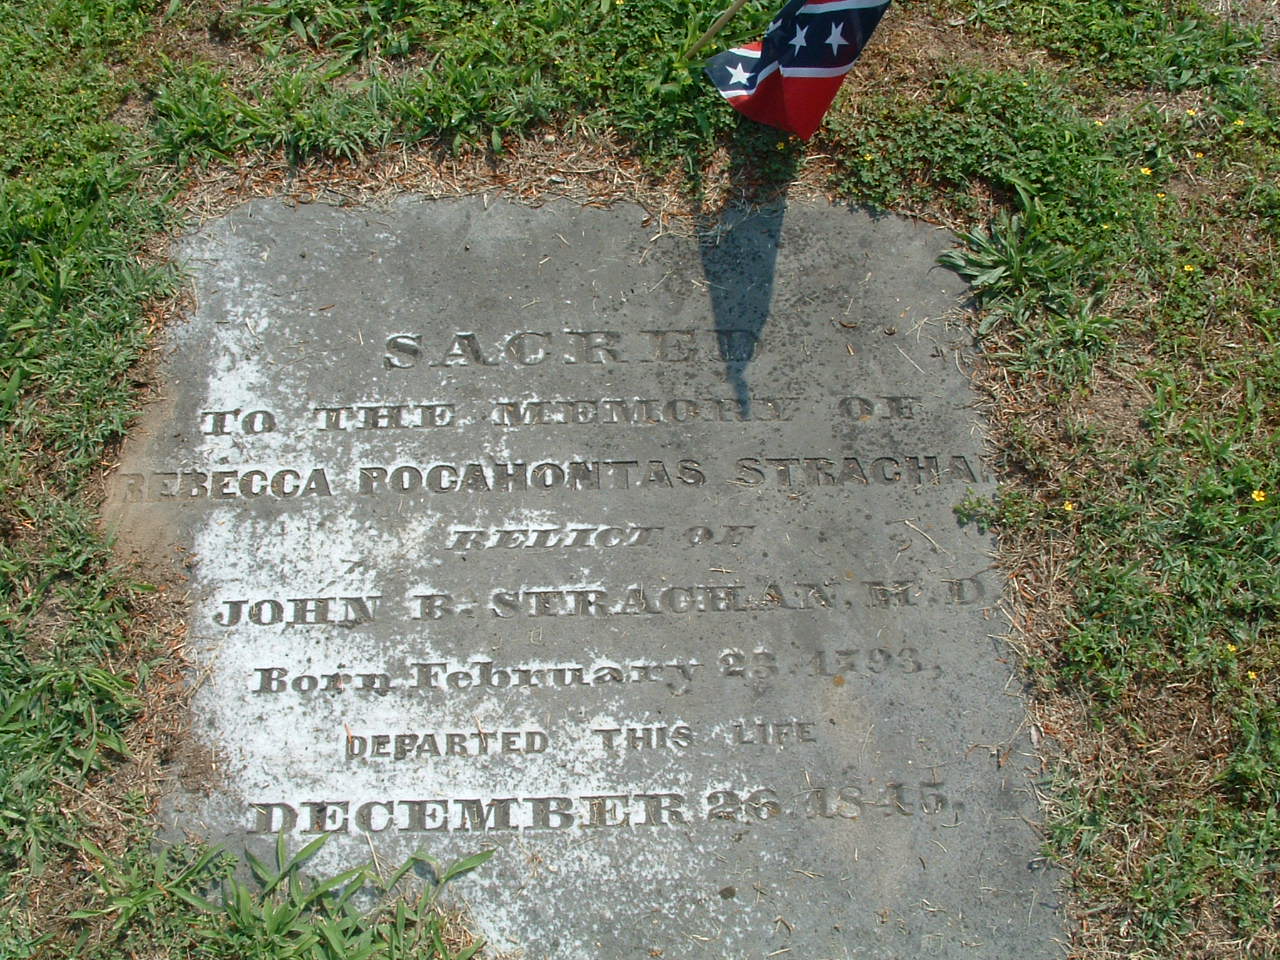 SACRED
TO THE MEMORY OF
REBECCA POCAHONTAS STRACHAN
RELICT OF
JOHN B. STRACHAN, M.D.
Born February 23. 1793.
DEPARTED THIS LIFE
DECEMBER 26 1845.